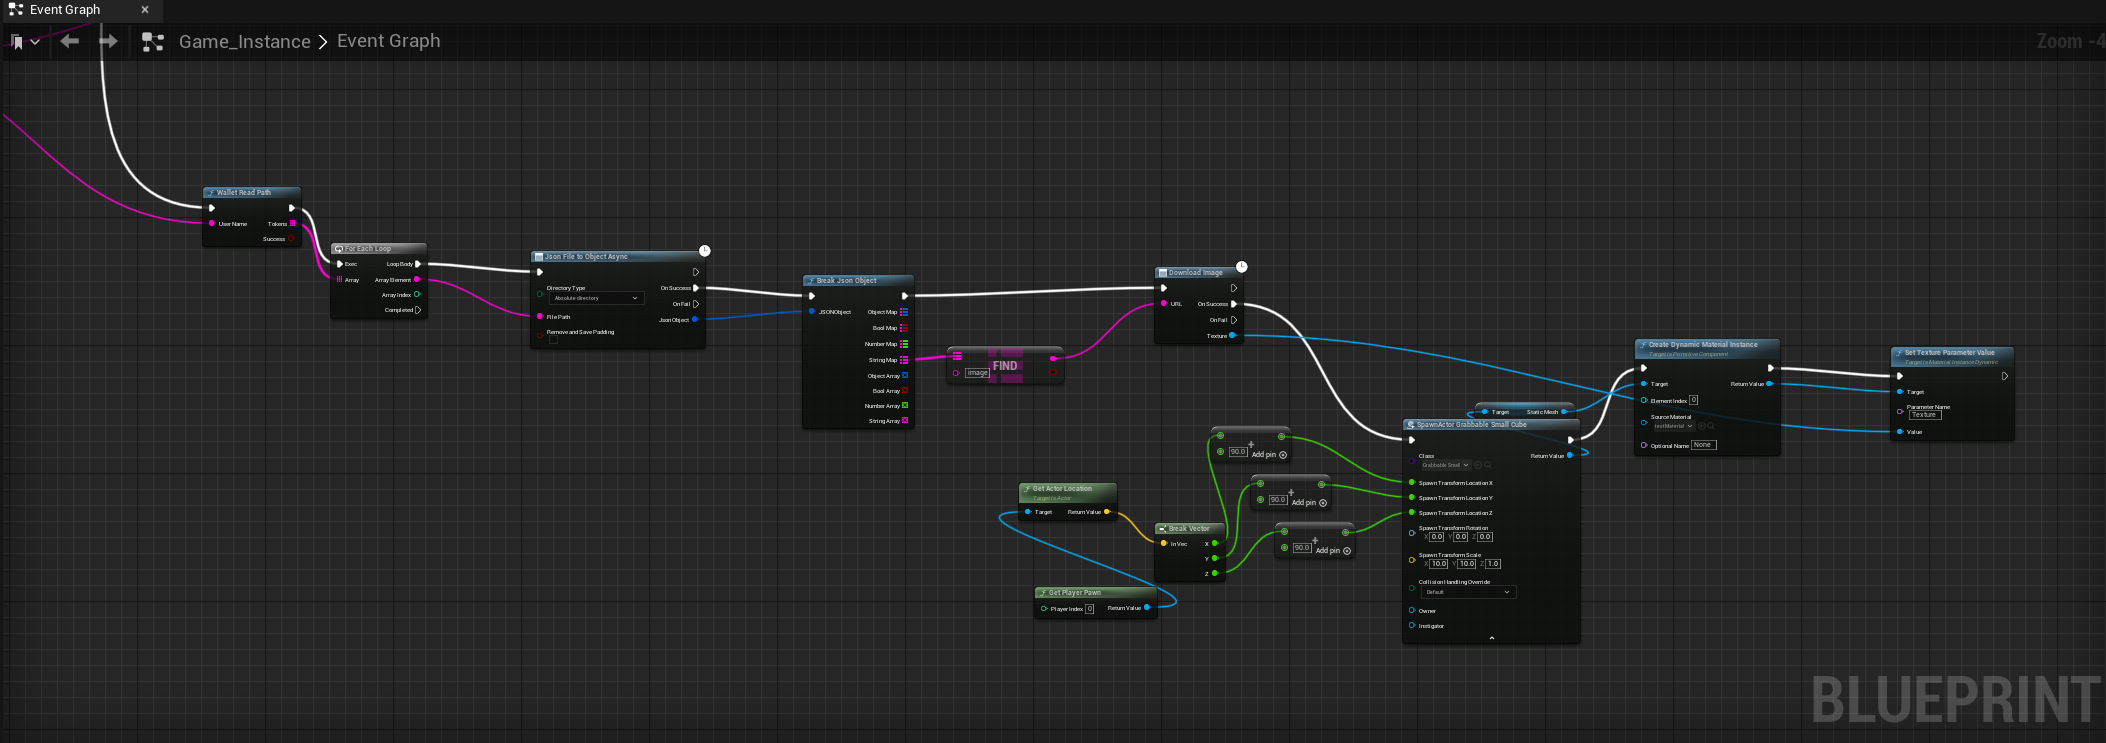 Event Graph
Game_Instance > Event Graph
Zoom -4
Wallet Read Path
User Name
Tokens
Success
For Each Loop
Exec
Loop Body
Array
Array Element
Array Index
Completed
Json File to Object Async
Directory Type
Absolute directory
On Success
On Fail
File Path
Json Object
Remove and Save Padding
Break Json Object
JSONObject
Object Map
Bool Map
Number Map
String Map
Object Array
Bool Array
Number Array
String Array
image
FIND
Download Image
URL
On Success
On Fail
Texture
90.0
Add pin
90.0
Add pin
90.0
Add pin
Get Actor Location
Target is Actor
Target
Return Value
Break Vector
In Vec
X
Y
Z
Get Player Pawn
Player Index 0
Return Value
Target
Static Mesh
SpawnActor Grabbable Small Cube
Class
Grabbable Small
Return Value
Spawn Transform Location X
Spawn Transform Location Y
Spawn Transform Location Z
Spawn Transform Rotation
X 0.0 Y 0.0 Z 0.0
Spawn Transform Scale
X 10.0 Y 10.0 Z 1.0
Collision Handling Override
Default
Owner
Instigator
Create Dynamic Material Instance
Target is Primitive Component
Target
Return Value
Element Index 0
Source Material
Optional Name None
Set Texture Parameter Value
Target is Material Instance Dynamic
Target
Parameter Name
Texture
Value
BLUEPRINT